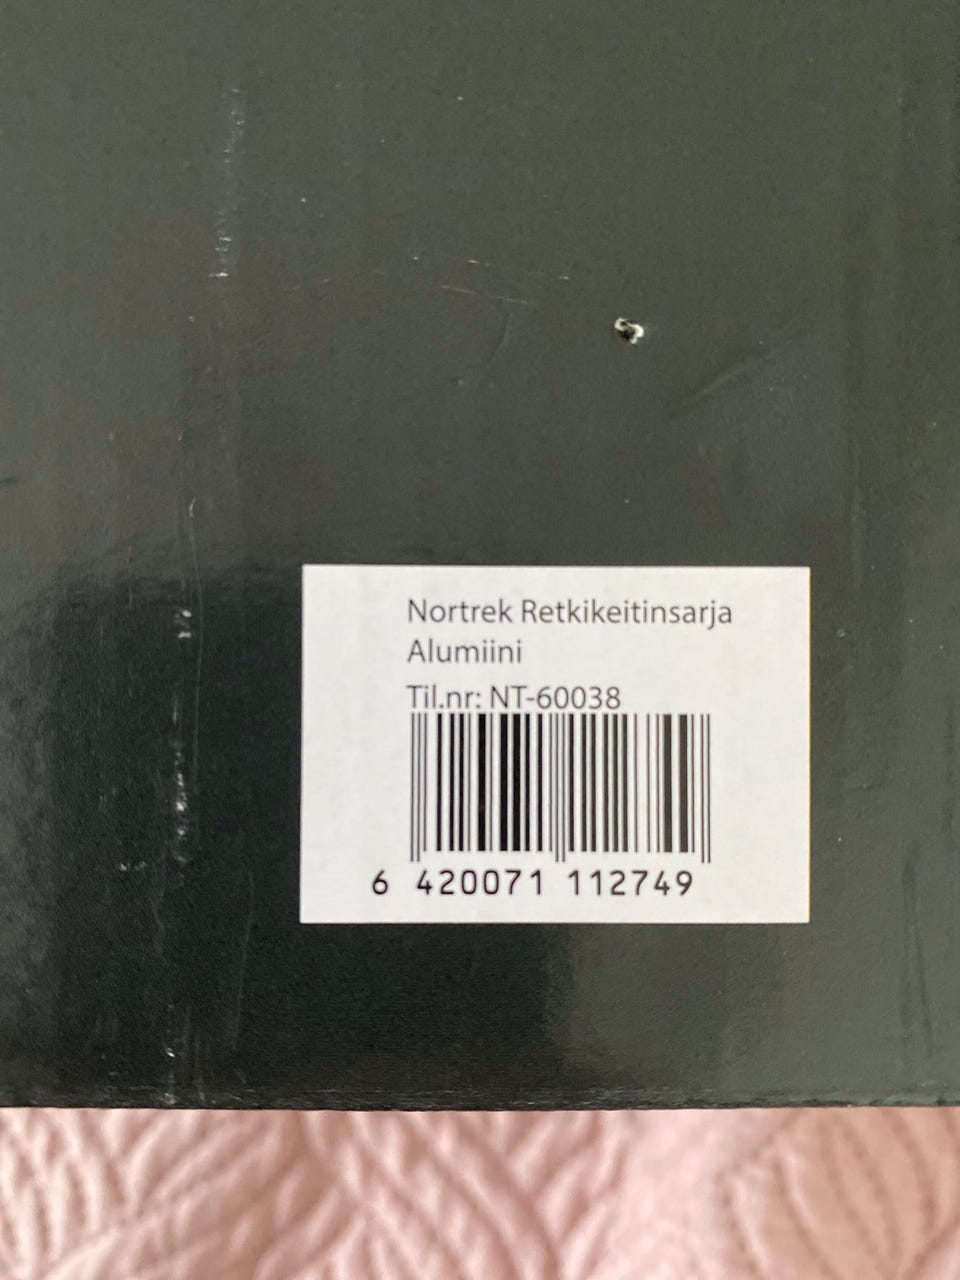 Nortrek Retkikeitinsarja
Alumiini
Til.nr: NT-60038
6 420071 112749